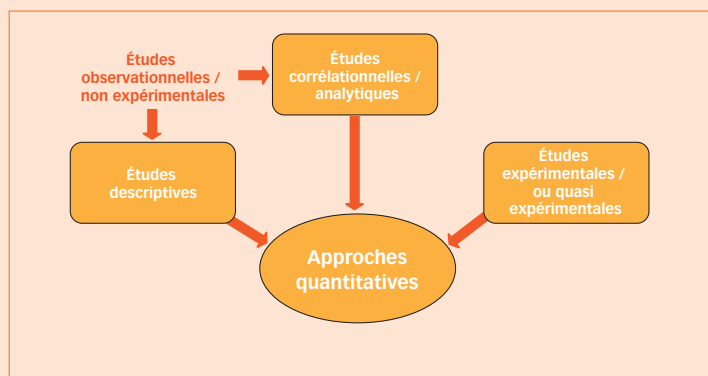 Études
observationnelles /
non expérimentales
Études
corrélationnelles /
analytiques
Études
descriptives
Études
expérimentales /
ou quasi
expérimentales
Approches
quantitatives